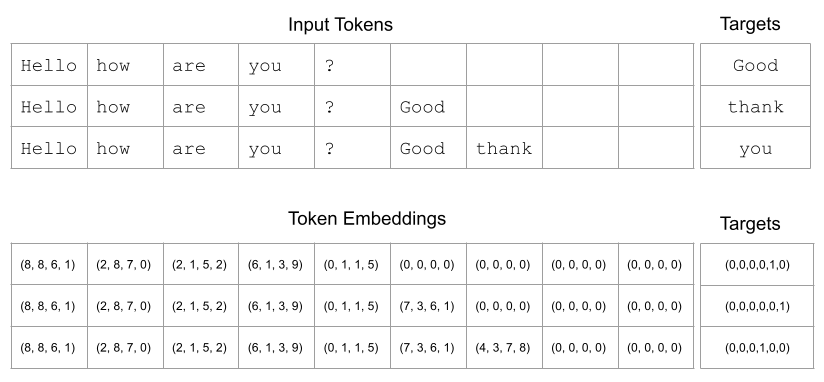 Input Tokens Targets
Hello how are you ? Good
Hello how are you ? Good thank
Hello how are you ? Good thank you
Token Embeddings Targets
(8, 8, 6, 1) (2, 8, 7, 0) (2, 1, 5, 2) (6, 1, 3, 9) (0, 1, 1, 5) (0, 0, 0, 0) (0, 0, 0, 0) (0, 0, 0, 0) (0, 0, 0, 0) (0,0,0,0,1,0)
(8, 8, 6, 1) (2, 8, 7, 0) (2, 1, 5, 2) (6, 1, 3, 9) (0, 1, 1, 5) (7, 3, 6, 1) (0, 0, 0, 0) (0, 0, 0, 0) (0, 0, 0, 0) (0,0,0,0,0,1)
(8, 8, 6, 1) (2, 8, 7, 0) (2, 1, 5, 2) (6, 1, 3, 9) (0, 1, 1, 5) (7, 3, 6, 1) (4, 3, 7, 8) (0, 0, 0, 0) (0, 0, 0, 0) (0,0,0,1,0,0)